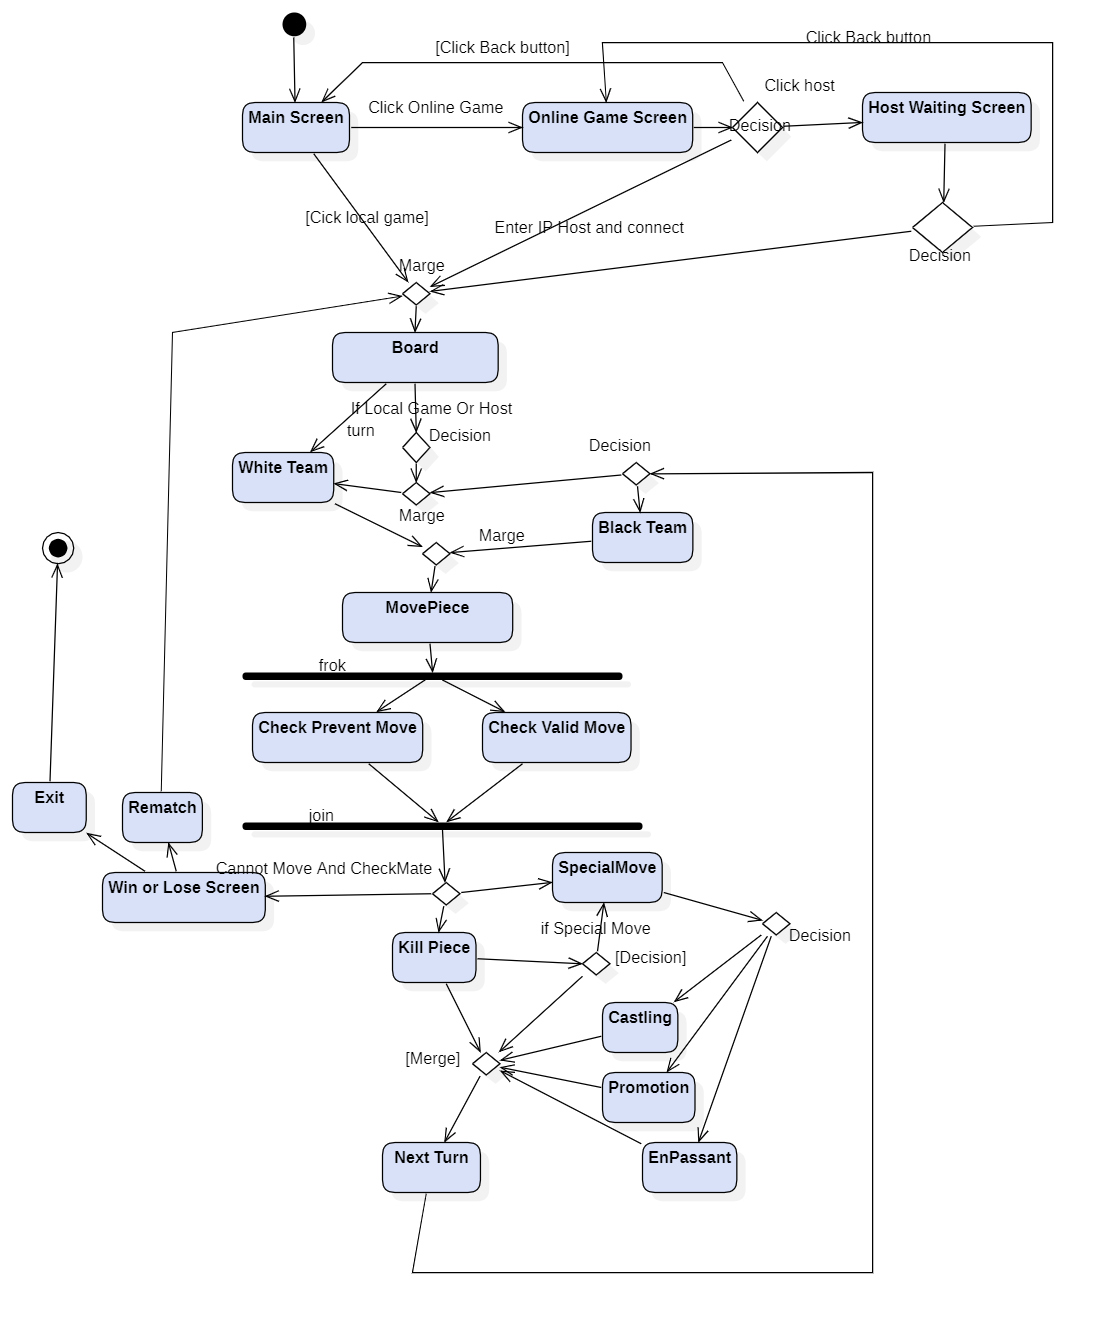 [Click Back button]
Click Back button
Click host
Click Online Game
Main Screen
Online Game Screen
Decision
Host Waiting Screen
[Cick local game]
Enter IP Host and connect
Decision
Marge
Board
If Local Game Or Host
turn
Decision
Decision
White Team
Marge
Black Team
Marge
MovePiece
frok
Check Prevent Move
Check Valid Move
Exit
Rematch
join
Cannot Move And CheckMate
SpecialMove
Win or Lose Screen
if Special Move
Decision
Kill Piece
[Decision]
Castling
[Merge]
Promotion
Next Turn
EnPassant